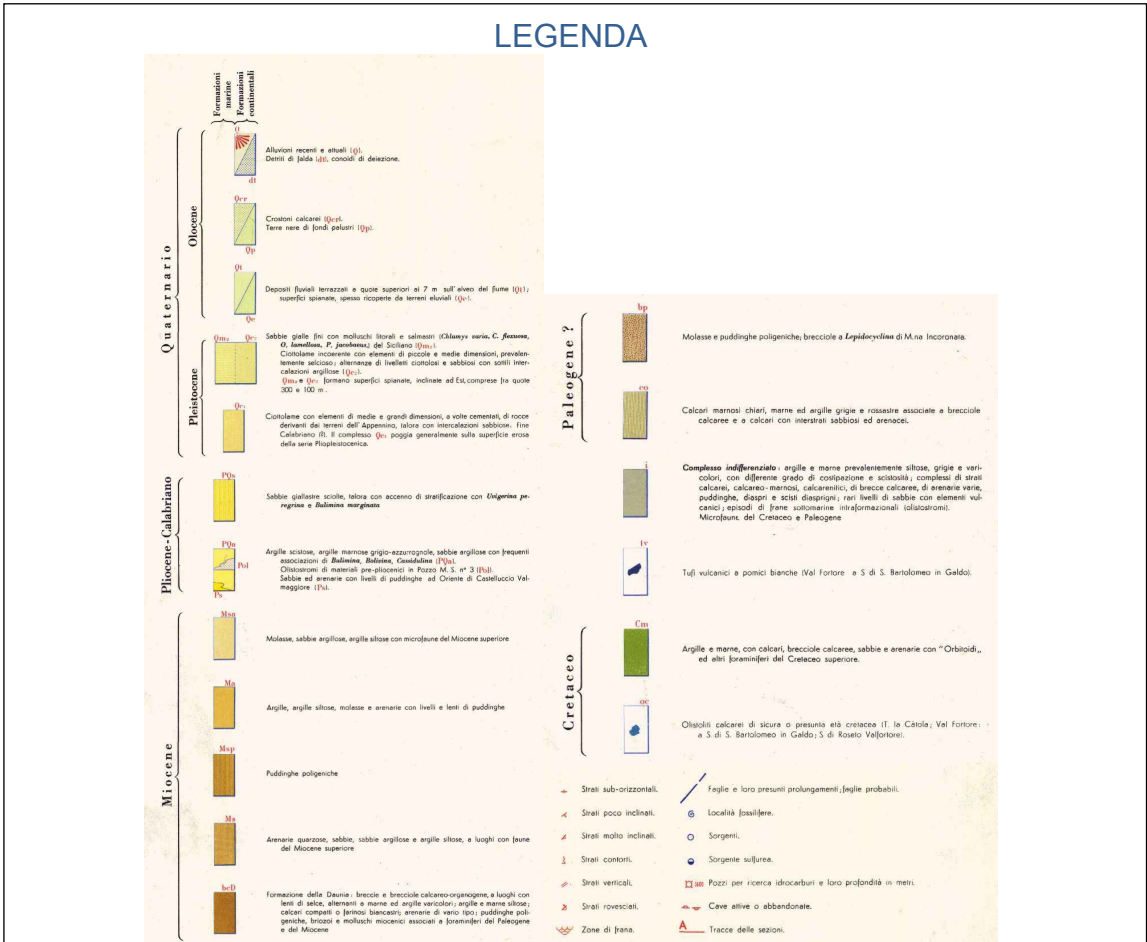 LEGENDA
Formazioni marine
Formazioni continentali
Quaternario
Olocene
Q
Alluvioni recenti e attuali (Q).
Detriti di falda (dt), conoidi di deiezione.
dt
Qcr
Crostoni calcarei (Qcr).
Terre nere di fondi palustri (Qp).
Qp
Qt
Depositi fluviali terrazzati a quote superiori ai 7 m sull'alveo del fiume (Qt);
superfici spianate, spesso ricoperte da terreni eluviali (Qe).
Qe
Pleistocene
Qm₂ Qc₂
Sabbie gialle fini con molluschi litorali e salmastri (Chlamys varia, C. flexuosa,
O. lamellosa, P. jacobaeus,) del Siciliano (Qm₂).
Ciottolame incoerente con elementi di piccole e medie dimensioni, prevalen-
temente selcioso; alternanze di livelletti ciottolosi e sabbiosi con sottili inter-
calazioni argillose (Qc₂).
Qm₂ e Qc₂ formano superfici spianate, inclinate ad Est, comprese fra quote
300 e 100 m.
Qc₁
Ciottolame con elementi di medie e grandi dimensioni, a volte cementati, di rocce
derivanti dai terreni dell'Appennino, talora con intercalazioni sabbiose. Fine
Calabriano (?). Il complesso Qc₁ poggia generalmente sulla superficie erosa
della serie Pliopleistocenica.
Pliocene-Calabriano
PQs
Sabbie giallastre sciolte, talora con accenno di stratificazione con Uvigerina pe-
regrina e Bulimina marginata
PQa
Argille scistose, argille marnose grigio-azzurrognole, sabbie argillose con frequenti
associazioni di Bulimina, Bolivina, Cassidulina (PQa).
Pol
Olistostromi di materiali pre-pliocenici in Pozzo M. S. n° 3 (Pol).
Sabbie ed arenarie con livelli di puddinghe ad Oriente di Castelluccio Val-
maggiore (Ps).
Ps
Miocene
Msa
Molasse, sabbie argillose, argille siltose con microfaune del Miocene superiore
Ma
Argille, argille siltose, molasse e arenarie con livelli e lenti di puddinghe
Msp
Puddinghe poligeniche
Ms
Arenarie quarzose, sabbie, sabbie argillose e argille siltose, a luoghi con faune
del Miocene superiore
bcD
Formazione della Daunia: breccie e brecciole calcareo-organogene, a luoghi con
lenti di selce, alternanti a marne ed argille varicolori; argille e marne siltose;
calcari compatti o farinosi biancastri; arenarie di vario tipo; puddinghe poli-
geniche, briozoi e molluschi miocenici associati a foraminiferi del Paleogene
e del Miocene
Paleogene ?
bp
Molasse e puddinghe poligeniche; brecciole a Lepidocyclina di M.na Incoronata.
eo
Calcari marnosi chiari, marne ed argille grigie e rossastre associate a brecciole
calcaree e a calcari con interstrati sabbiosi ed arenacei.
i
Complesso indifferenziato: argille e marne prevalentemente siltose, grigie e vari-
colori, con differente grado di costipazione e scistosità; complessi di strati
calcarei, calcareo-marnosi, calcarenitici, di brecce calcaree, di arenarie varie,
puddinghe, diaspri e scisti diasprigni; rari livelli di sabbie con elementi vul-
canici; episodi di frane sottomarine intraformazionali (olistostromi).
Microfaune del Cretaceo e Paleogene
tv
Tufi vulcanici a pomici bianche (Val Fortore a S di S. Bartolomeo in Galdo).
Cretaceo
Cm
Argille e marne, con calcari, brecciole calcaree, sabbie e arenarie con "Orbitoidi„
ed altri foraminiferi del Cretaceo superiore.
oc
Olistoliti calcarei di sicura o presunta età cretacea (T. la Càtola; Val Fortore:
a S di S. Bartolomeo in Galdo; S di Roseto Valfortore).
Strati sub-orizzontali.
Strati poco inclinati.
Strati molto inclinati.
Strati contorti.
Strati verticali.
Strati rovesciati.
Zone di frana.
Faglie e loro presunti prolungamenti; faglie probabili.
Località fossilifere.
Sorgenti.
Sorgente sulfurea.
Pozzi per ricerca idrocarburi e loro profondità in metri.
Cave attive o abbandonate.
A Tracce delle sezioni.